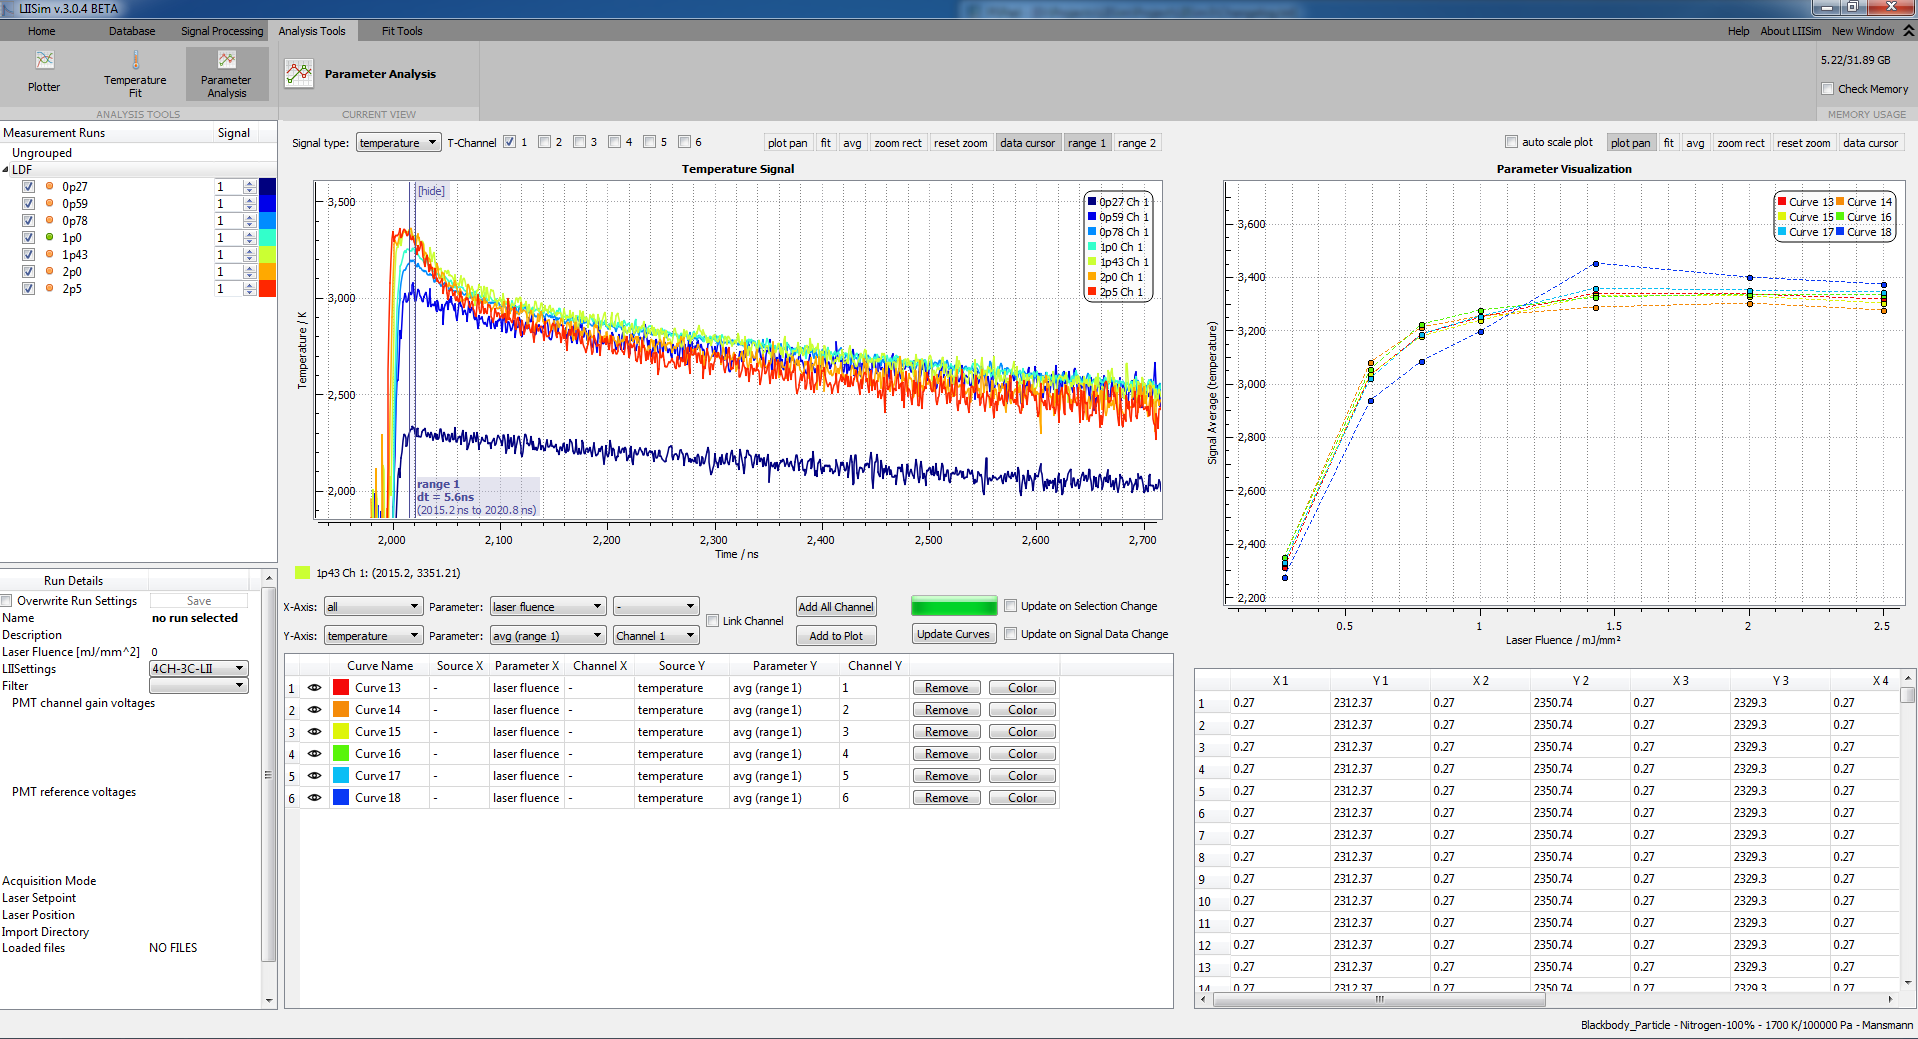 LIISim v.3.0.4 BETA
Home Database Signal Processing Analysis Tools Fit Tools Help About LIISim New Window
Plotter Temperature Fit Parameter Analysis
ANALYSIS TOOLS
Parameter Analysis
CURRENT VIEW
5.22/31.89 GB
Check Memory
MEMORY USAGE
Measurement Runs Signal
Ungrouped
LDF
0p27 1
0p59 1
0p78 1
1p0 1
1p43 1
2p0 1
2p5 1
Run Details
Overwrite Run Settings Save
Name no run selected
Description
Laser Fluence [mJ/mm^2] 0
LIISettings 4CH-3C-LII
Filter
PMT channel gain voltages
PMT reference voltages
Acquisition Mode
Laser Setpoint
Laser Position
Import Directory
Loaded files NO FILES
Signal type: temperature T-Channel 1 2 3 4 5 6 plot pan fit avg zoom rect reset zoom data cursor range 1 range 2
Temperature Signal
[hide]
3,500
3,000
2,500
2,000
Temperature / K
0p27 Ch 1
0p59 Ch 1
0p78 Ch 1
1p0 Ch 1
1p43 Ch 1
2p0 Ch 1
2p5 Ch 1
range 1
dt = 5.6ns
(2015.2 ns to 2020.8 ns)
2,000 2,100 2,200 2,300 2,400 2,500 2,600 2,700
Time / ns
1p43 Ch 1: (2015.2, 3351.21)
X-Axis: all Parameter: laser fluence - Link Channel Add All Channel Update on Selection Change
Y-Axis: temperature Parameter: avg (range 1) Channel 1 Add to Plot Update Curves Update on Signal Data Change
Curve Name Source X Parameter X Channel X Source Y Parameter Y Channel Y
1 Curve 13 - laser fluence - temperature avg (range 1) 1 Remove Color
2 Curve 14 - laser fluence - temperature avg (range 1) 2 Remove Color
3 Curve 15 - laser fluence - temperature avg (range 1) 3 Remove Color
4 Curve 16 - laser fluence - temperature avg (range 1) 4 Remove Color
5 Curve 17 - laser fluence - temperature avg (range 1) 5 Remove Color
6 Curve 18 - laser fluence - temperature avg (range 1) 6 Remove Color
auto scale plot plot pan fit avg zoom rect reset zoom data cursor
Parameter Visualization
3,600
3,400
3,200
3,000
2,800
2,600
2,400
2,200
Signal Average (temperature)
Curve 13 Curve 14
Curve 15 Curve 16
Curve 17 Curve 18
0.5 1 1.5 2 2.5
Laser Fluence / mJ/mm²
X 1 Y 1 X 2 Y 2 X 3 Y 3 X 4
1 0.27 2312.37 0.27 2350.74 0.27 2329.3 0.27
2 0.27 2312.37 0.27 2350.74 0.27 2329.3 0.27
3 0.27 2312.37 0.27 2350.74 0.27 2329.3 0.27
4 0.27 2312.37 0.27 2350.74 0.27 2329.3 0.27
5 0.27 2312.37 0.27 2350.74 0.27 2329.3 0.27
6 0.27 2312.37 0.27 2350.74 0.27 2329.3 0.27
7 0.27 2312.37 0.27 2350.74 0.27 2329.3 0.27
8 0.27 2312.37 0.27 2350.74 0.27 2329.3 0.27
9 0.27 2312.37 0.27 2350.74 0.27 2329.3 0.27
10 0.27 2312.37 0.27 2350.74 0.27 2329.3 0.27
11 0.27 2312.37 0.27 2350.74 0.27 2329.3 0.27
12 0.27 2312.37 0.27 2350.74 0.27 2329.3 0.27
13 0.27 2312.37 0.27 2350.74 0.27 2329.3 0.27
14 0.27 2312.37 0.27 2350.74 0.27 2329.3 0.27
Blackbody_Particle - Nitrogen-100% - 1700 K/100000 Pa - Mansmann